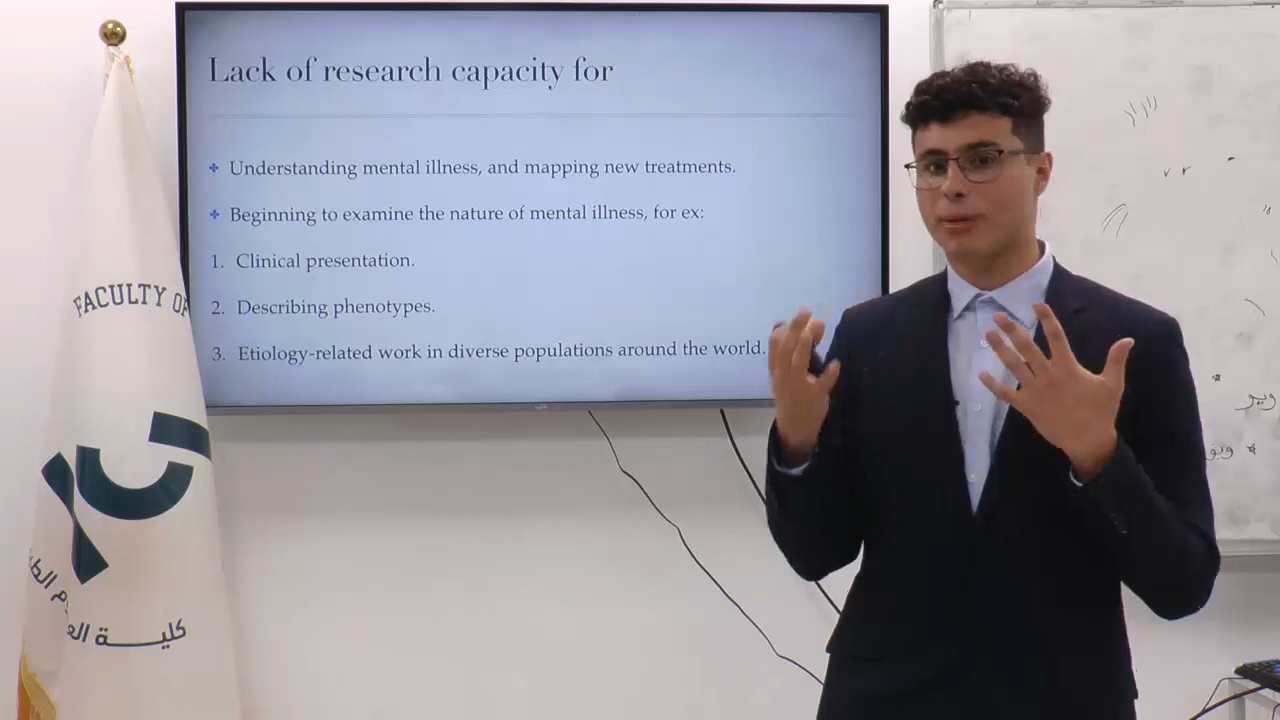 Lack of research capacity for
Understanding mental illness, and mapping new treatments.
Beginning to examine the nature of mental illness, for ex:
1. Clinical presentation.
2. Describing phenotypes.
3. Etiology-related work in diverse populations around the world.
FACULTY OF
كليـــة